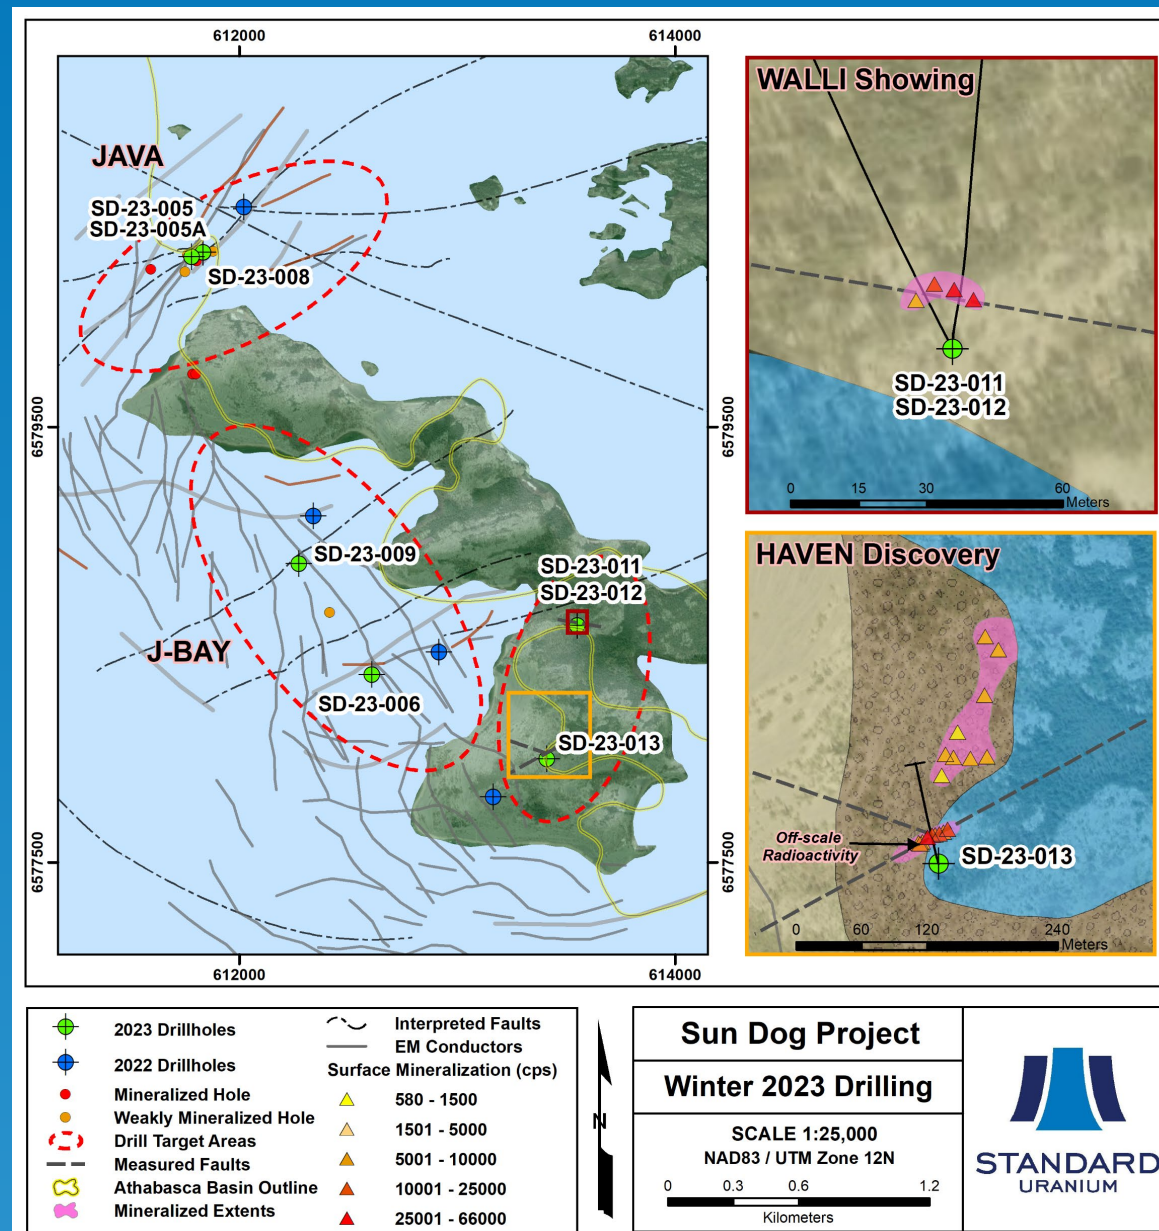 612000
614000
JAVA
SD-23-005
SD-23-005A
SD-23-008
6579500
6579500
SD-23-009
SD-23-011
SD-23-012
J-BAY
SD-23-006
SD-23-013
6577500
6577500
612000
614000
WALLI Showing
SD-23-011
SD-23-012
0 15 30 60
Meters
HAVEN Discovery
Off-scale
Radioactivity
SD-23-013
0 60 120 240
Meters
2023 Drillholes
2022 Drillholes
Mineralized Hole
Weakly Mineralized Hole
Drill Target Areas
Measured Faults
Athabasca Basin Outline
Mineralized Extents
Interpreted Faults
EM Conductors
Surface Mineralization (cps)
580 - 1500
1501 - 5000
5001 - 10000
10001 - 25000
25001 - 66000
N
Sun Dog Project
Winter 2023 Drilling
SCALE 1:25,000
NAD83 / UTM Zone 12N
0 0.3 0.6 1.2
Kilometers
STANDARD
URANIUM